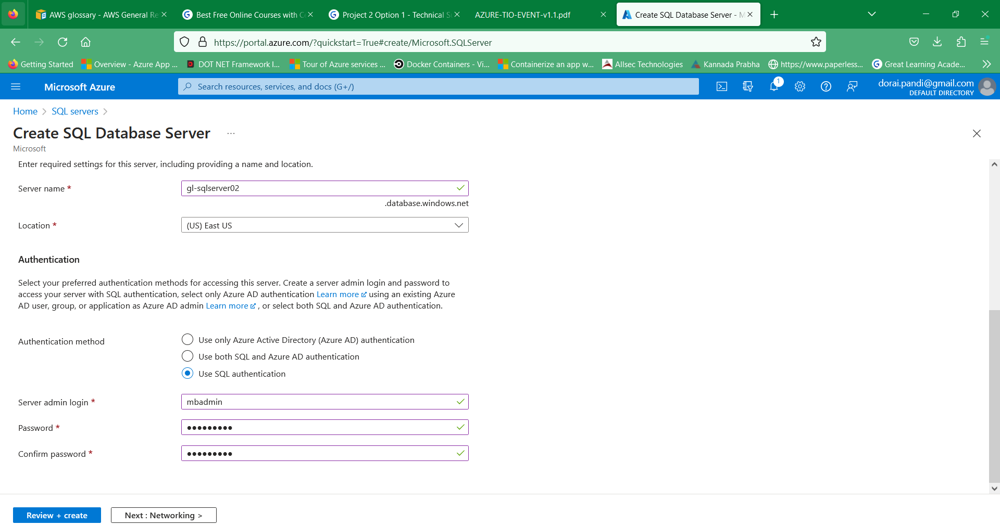 AWS glossary - AWS General Re
Best Free Online Courses with Ce
Project 2 Option 1 - Technical S
AZURE-TIO-EVENT-v1.1.pdf
Create SQL Database Server - M
https://portal.azure.com/?quickstart=True#create/Microsoft.SQLServer
Getting Started
Overview - Azure App ...
DOT NET Framework I...
Tour of Azure services ...
Docker Containers - Vi...
Containerize an app w...
Allsec Technologies
Kannada Prabha
https://www.paperless...
Great Learning Acade...
Microsoft Azure
Search resources, services, and docs (G+/)
1
dorai.pandi@gmail.com
DEFAULT DIRECTORY
Home
SQL servers
Create SQL Database Server ...
Microsoft
Enter required settings for this server, including providing a name and location.
Server name *
gl-sqlserver02
.database.windows.net
Location *
(US) East US
Authentication
Select your preferred authentication methods for accessing this server. Create a server admin login and password to
access your server with SQL authentication, select only Azure AD authentication Learn more using an existing Azure
AD user, group, or application as Azure AD admin Learn more , or select both SQL and Azure AD authentication.
Authentication method
Use only Azure Active Directory (Azure AD) authentication
Use both SQL and Azure AD authentication
Use SQL authentication
Server admin login *
mbadmin
Password *
●●●●●●●●●
Confirm password *
●●●●●●●●●
Review + create
Next : Networking >